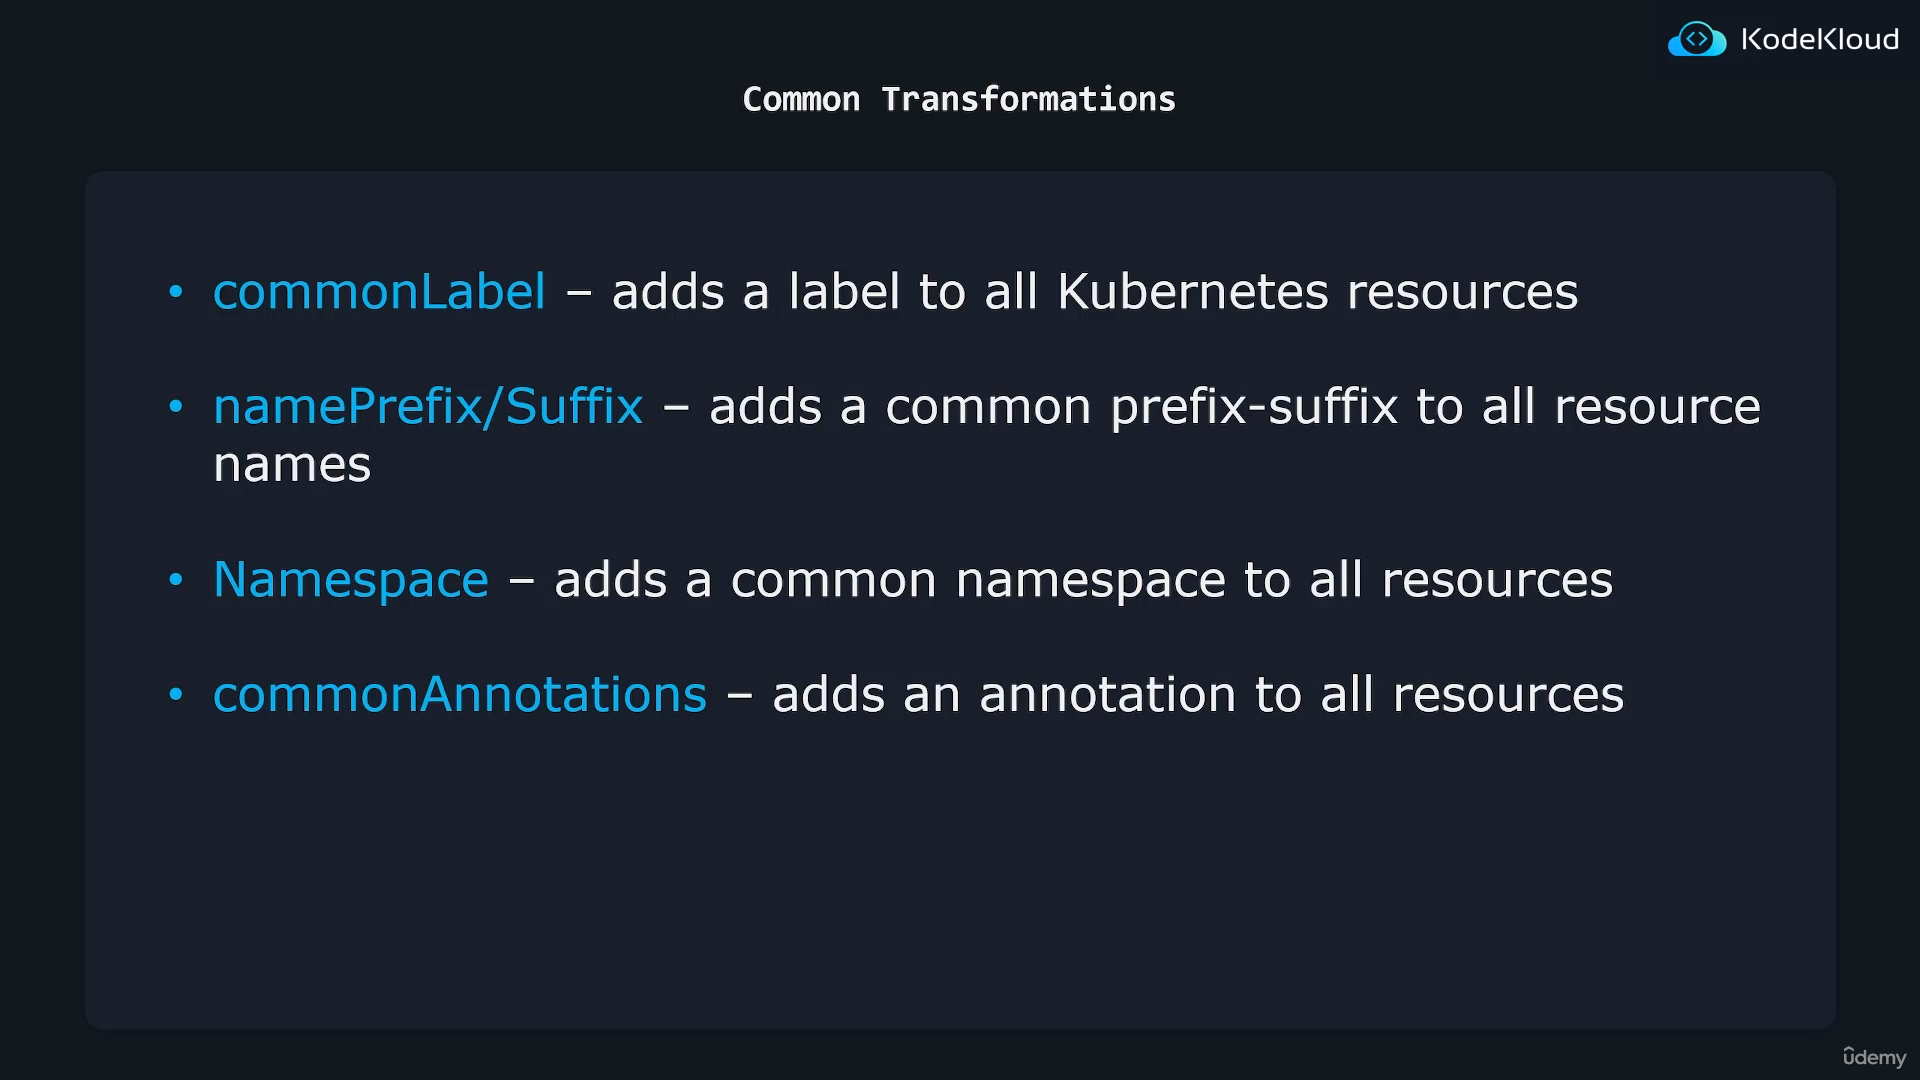 KodeKloud
Common Transformations
• commonLabel – adds a label to all Kubernetes resources
• namePrefix/Suffix – adds a common prefix-suffix to all resource
names
• Namespace – adds a common namespace to all resources
• commonAnnotations – adds an annotation to all resources
udemy